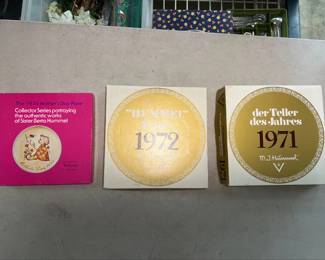 The 1974 Mother's Day Plate
Collector Series portraying
the authentic works
of Sister Berta Hummel
"HUMMEL"
1972
der Teller
des Jahres
1971
M.J. Hümmel